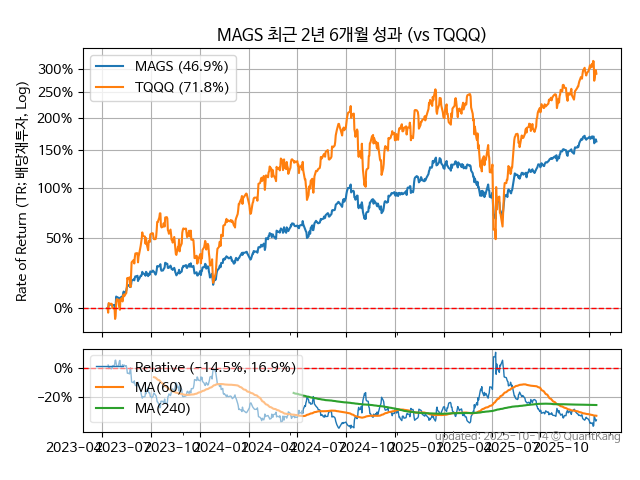 MAGS 최근 2년 6개월 성과 (vs TQQQ)
Rate of Return (TR: 배당재투자, Log)
300%
250%
200%
150%
100%
50%
0%
MAGS (46.9%)
TQQQ (71.8%)
0%
−20%
Relative (−14.5%, 16.9%)
MA(60)
MA(240)
2023-04
2023-07
2023-10
2024-01
2024-04
2024-07
2024-10
2025-01
2025-04
2025-07
2025-10
updated: 2025-10-14 © QuantKang